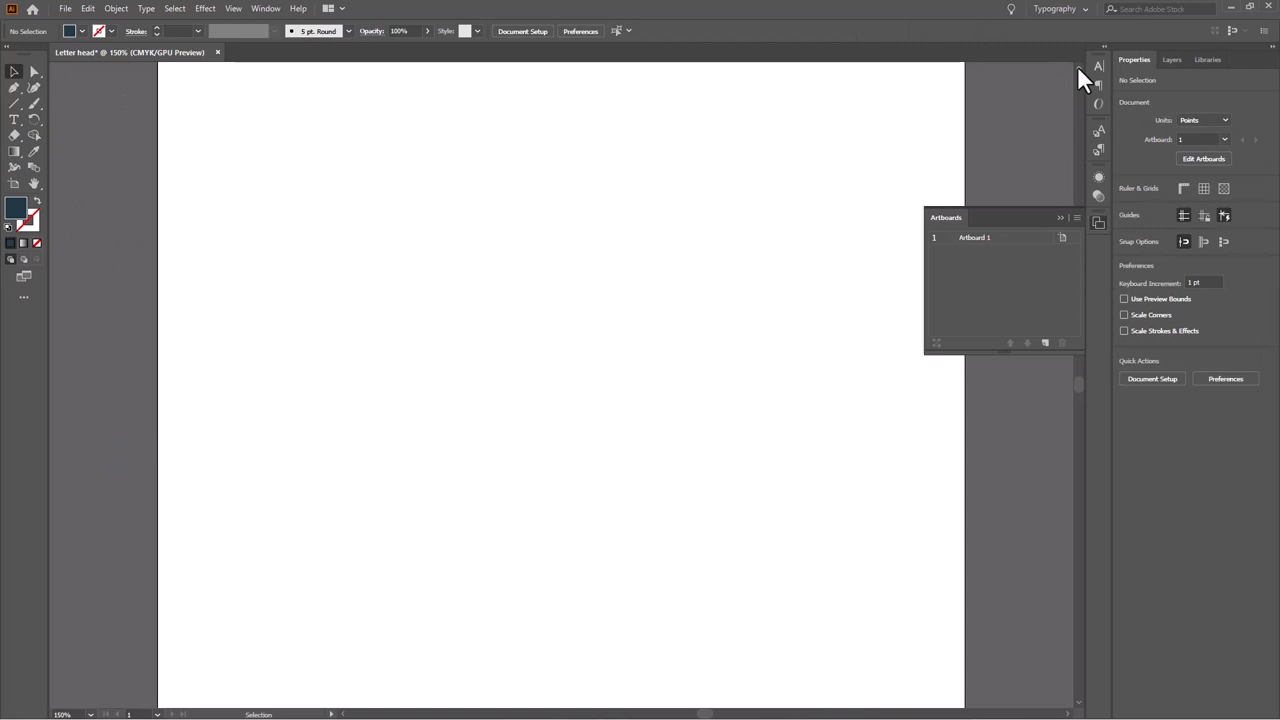 Ai File Edit Object Type Select Effect View Window Help Typography Search Adobe Stock
No Selection Stroke: 5 pt. Round Opacity: 100% Style: Document Setup Preferences
Letter head* @ 150% (CMYK/GPU Preview)
Properties Layers Libraries
No Selection
Document
Units: Points
Artboard: 1
Edit Artboards
Ruler & Grids
Guides
Snap Options
Preferences
Keyboard Increment: 1 pt
Use Preview Bounds
Scale Corners
Scale Strokes & Effects
Quick Actions
Document Setup Preferences
Artboards
1 Artboard 1
150% 1 Selection